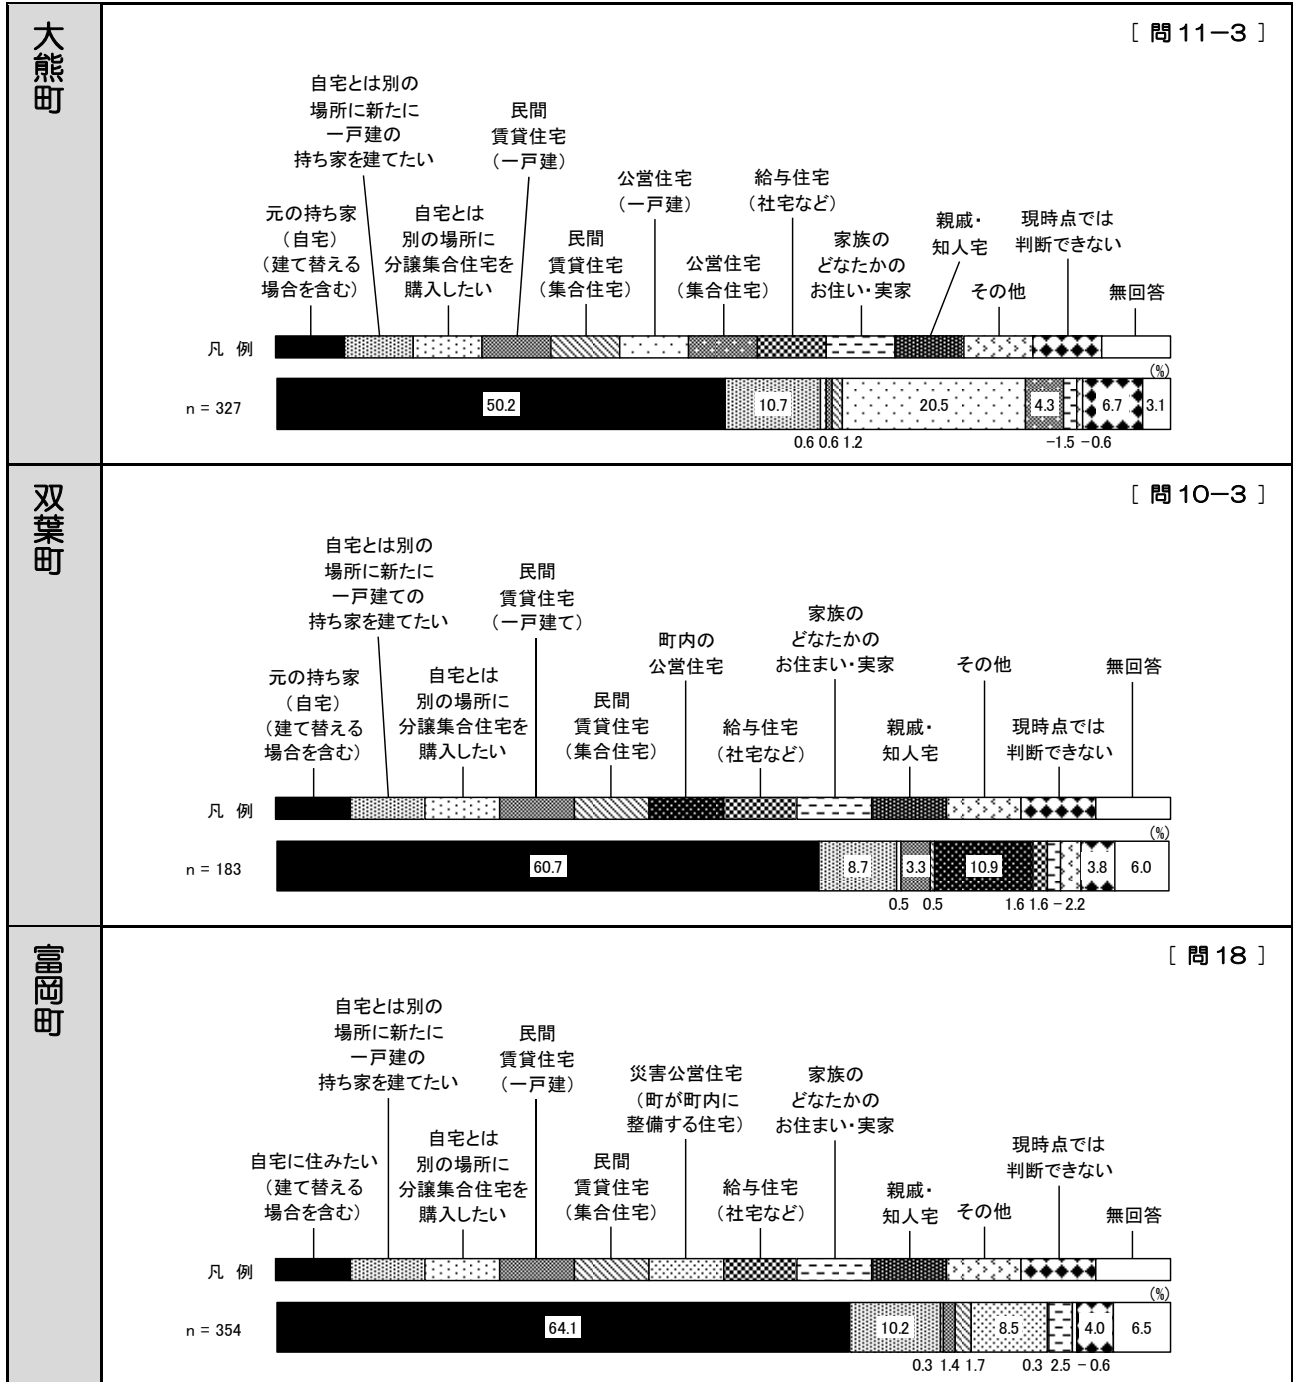 大熊町
[ 問11-3 ]
自宅とは別の
場所に新たに
一戸建の
持ち家を建てたい
民間
賃貸住宅
(一戸建)
公営住宅
(一戸建)
給与住宅
(社宅など)
元の持ち家
(自宅)
(建て替える
場合を含む)
自宅とは
別の場所に
分譲集合住宅を
購入したい
民間
賃貸住宅
(集合住宅)
公営住宅
(集合住宅)
家族の
どなたかの
お住い・実家
親戚・
知人宅
その他
現時点では
判断できない
無回答
凡 例
(%)
n = 327
50.2
10.7
20.5
4.3
6.7
3.1
0.6 0.6 1.2
-1.5 -0.6
双葉町
[ 問10-3 ]
自宅とは別の
場所に新たに
一戸建ての
持ち家を建てたい
民間
賃貸住宅
(一戸建て)
元の持ち家
(自宅)
(建て替える
場合を含む)
自宅とは
別の場所に
分譲集合住宅を
購入したい
民間
賃貸住宅
(集合住宅)
町内の
公営住宅
給与住宅
(社宅など)
家族の
どなたかの
お住まい・実家
親戚・
知人宅
その他
現時点では
判断できない
無回答
凡 例
(%)
n = 183
60.7
8.7
3.3
10.9
3.8
6.0
0.5 0.5
1.6 1.6 - 2.2
富岡町
[ 問18 ]
自宅とは別の
場所に新たに
一戸建の
持ち家を建てたい
民間
賃貸住宅
(一戸建)
災害公営住宅
(町が町内に
整備する住宅)
家族の
どなたかの
お住まい・実家
自宅に住みたい
(建て替える
場合を含む)
自宅とは
別の場所に
分譲集合住宅を
購入したい
民間
賃貸住宅
(集合住宅)
給与住宅
(社宅など)
親戚・
知人宅
その他
現時点では
判断できない
無回答
凡 例
(%)
n = 354
64.1
10.2
8.5
4.0
6.5
0.3 1.4 1.7
0.3 2.5 - 0.6